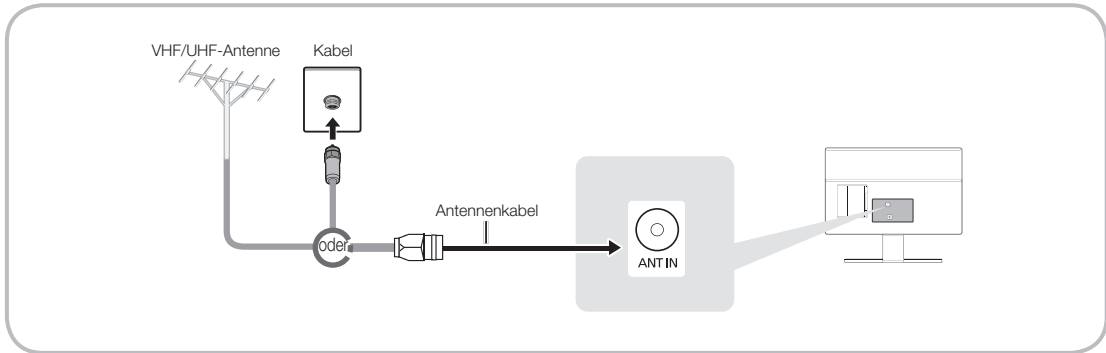 VHF/UHF-Antenne
Kabel
Antennenkabel
oder
ANT IN